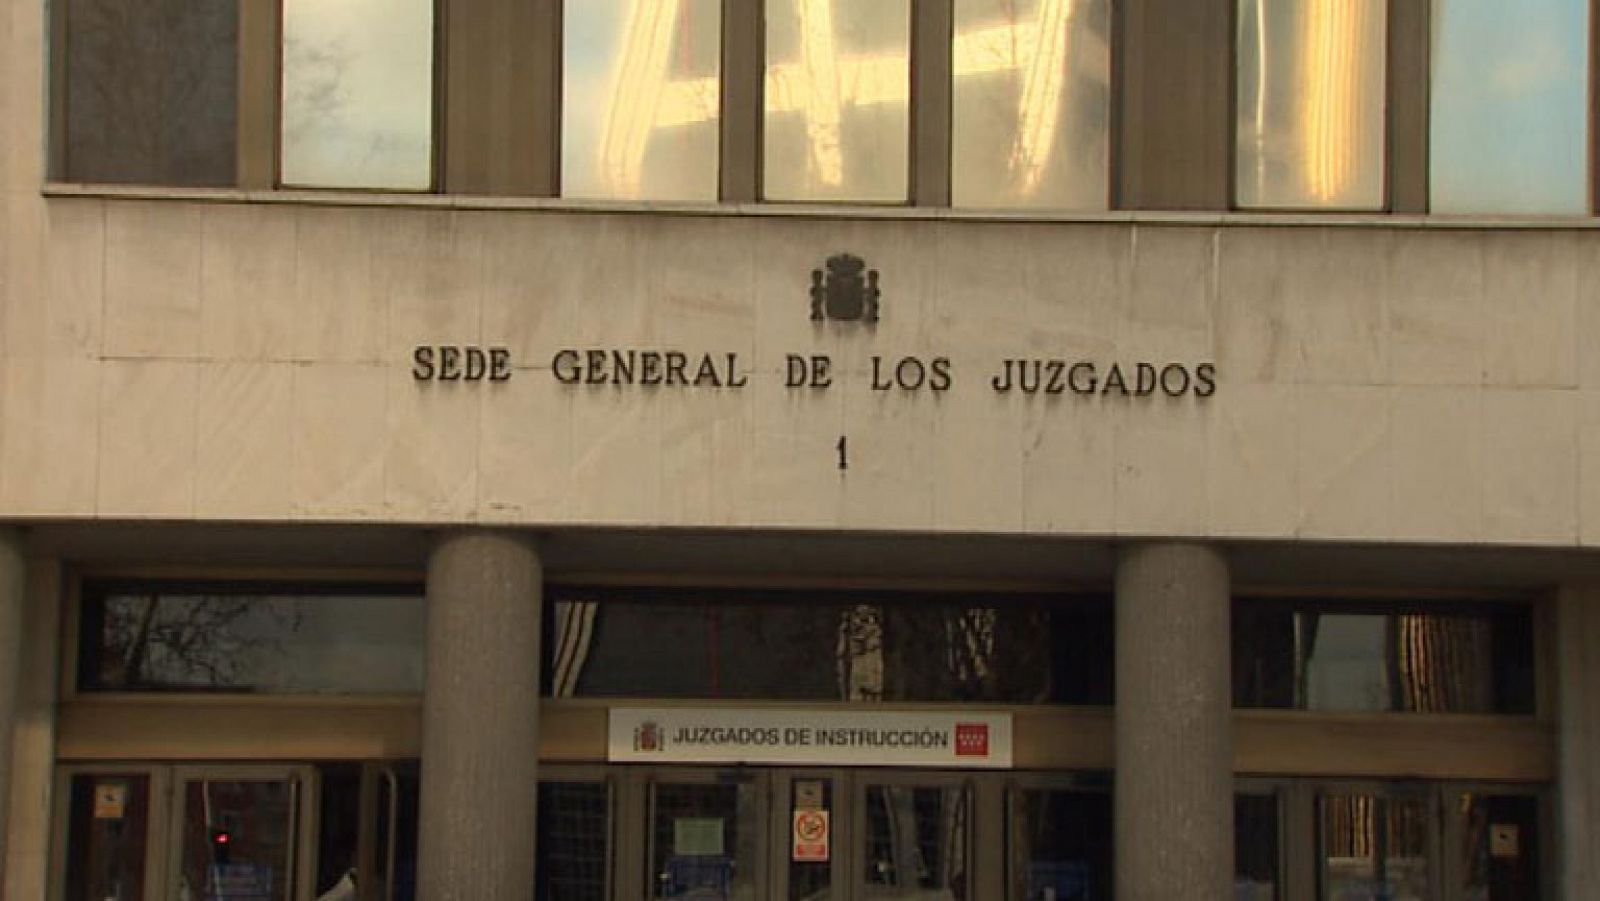 SEDE GENERAL DE LOS JUZGADOS
1
JUZGADOS DE INSTRUCCIÓN